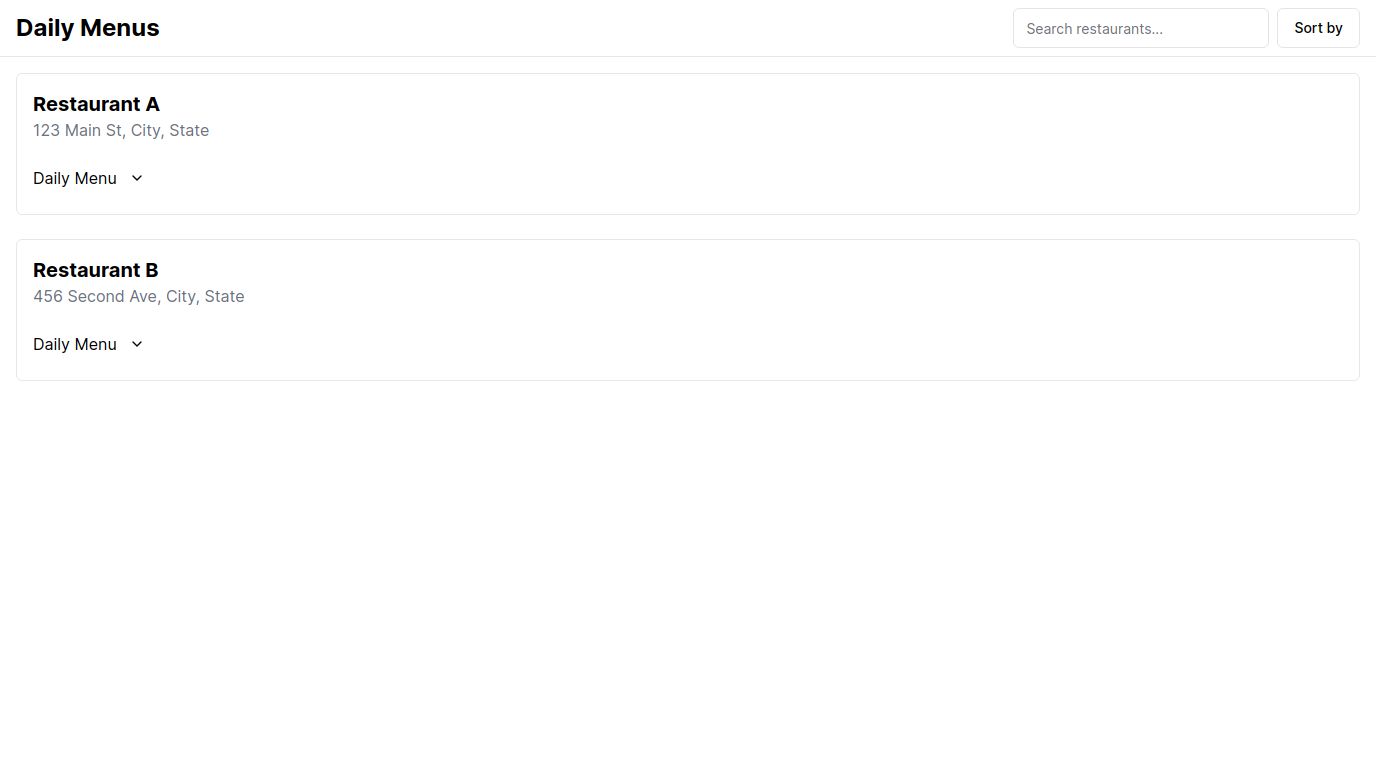 Daily Menus
Search restaurants...
Sort by
Restaurant A
123 Main St, City, State
Daily Menu
Restaurant B
456 Second Ave, City, State
Daily Menu